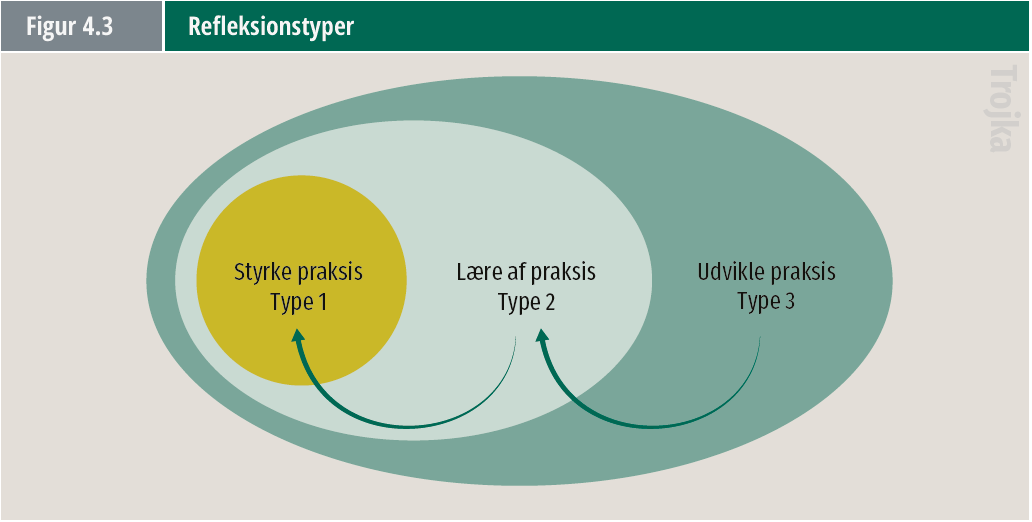 Figur 4.3
Refleksionstyper
Trojka
Styrke praksis
Type 1
Lære af praksis
Type 2
Udvikle praksis
Type 3